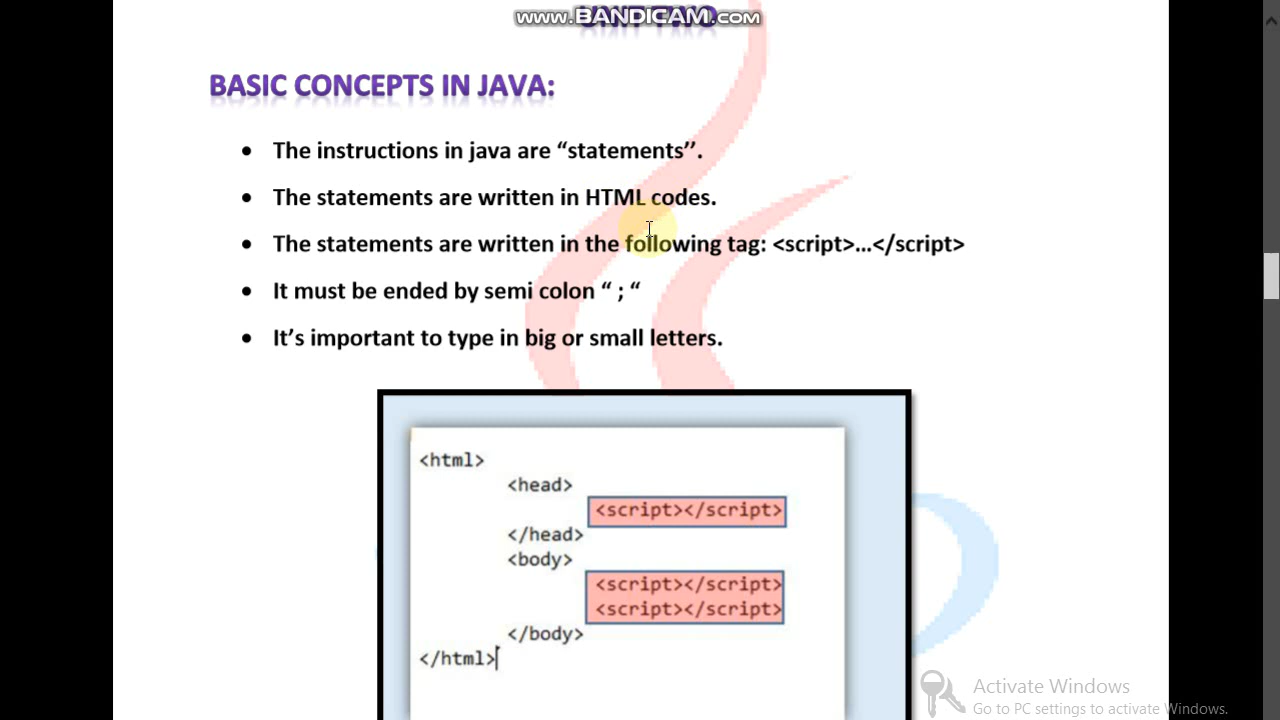 www.BANDICAM.com
UNIT TWO
BASIC CONCEPTS IN JAVA:
• The instructions in java are “statements’’.
• The statements are written in HTML codes.
• The statements are written in the following tag: <script>...</script>
• It must be ended by semi colon “ ; “
• It’s important to type in big or small letters.
<html>
<head>
<script></script>
</head>
<body>
<script></script>
<script></script>
</body>
</html>
Activate Windows
Go to PC settings to activate Windows.